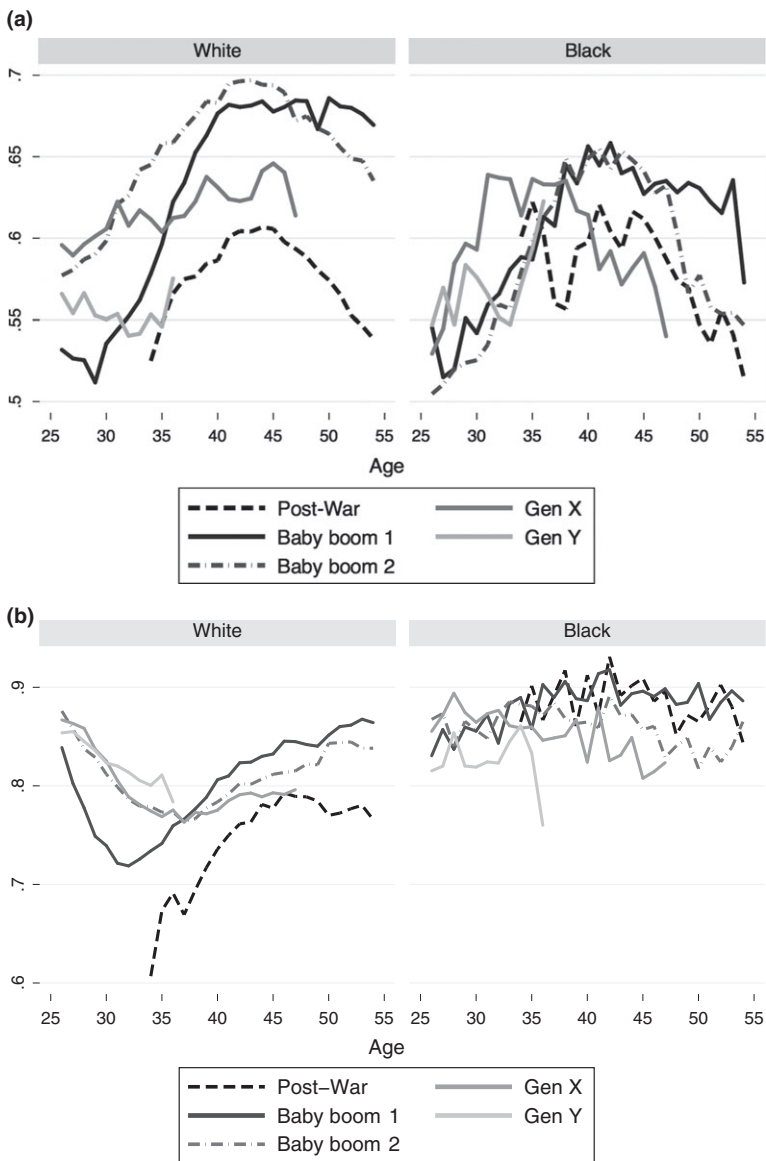 (a)
White Black
.7
.65
.6
.55
.5
25 30 35 40 45 50 55 25 30 35 40 45 50 55
Age
Post-War Gen X
Baby boom 1 Gen Y
Baby boom 2
(b)
White Black
.9
.8
.7
.6
25 30 35 40 45 50 55 25 30 35 40 45 50 55
Age
Post–War Gen X
Baby boom 1 Gen Y
Baby boom 2